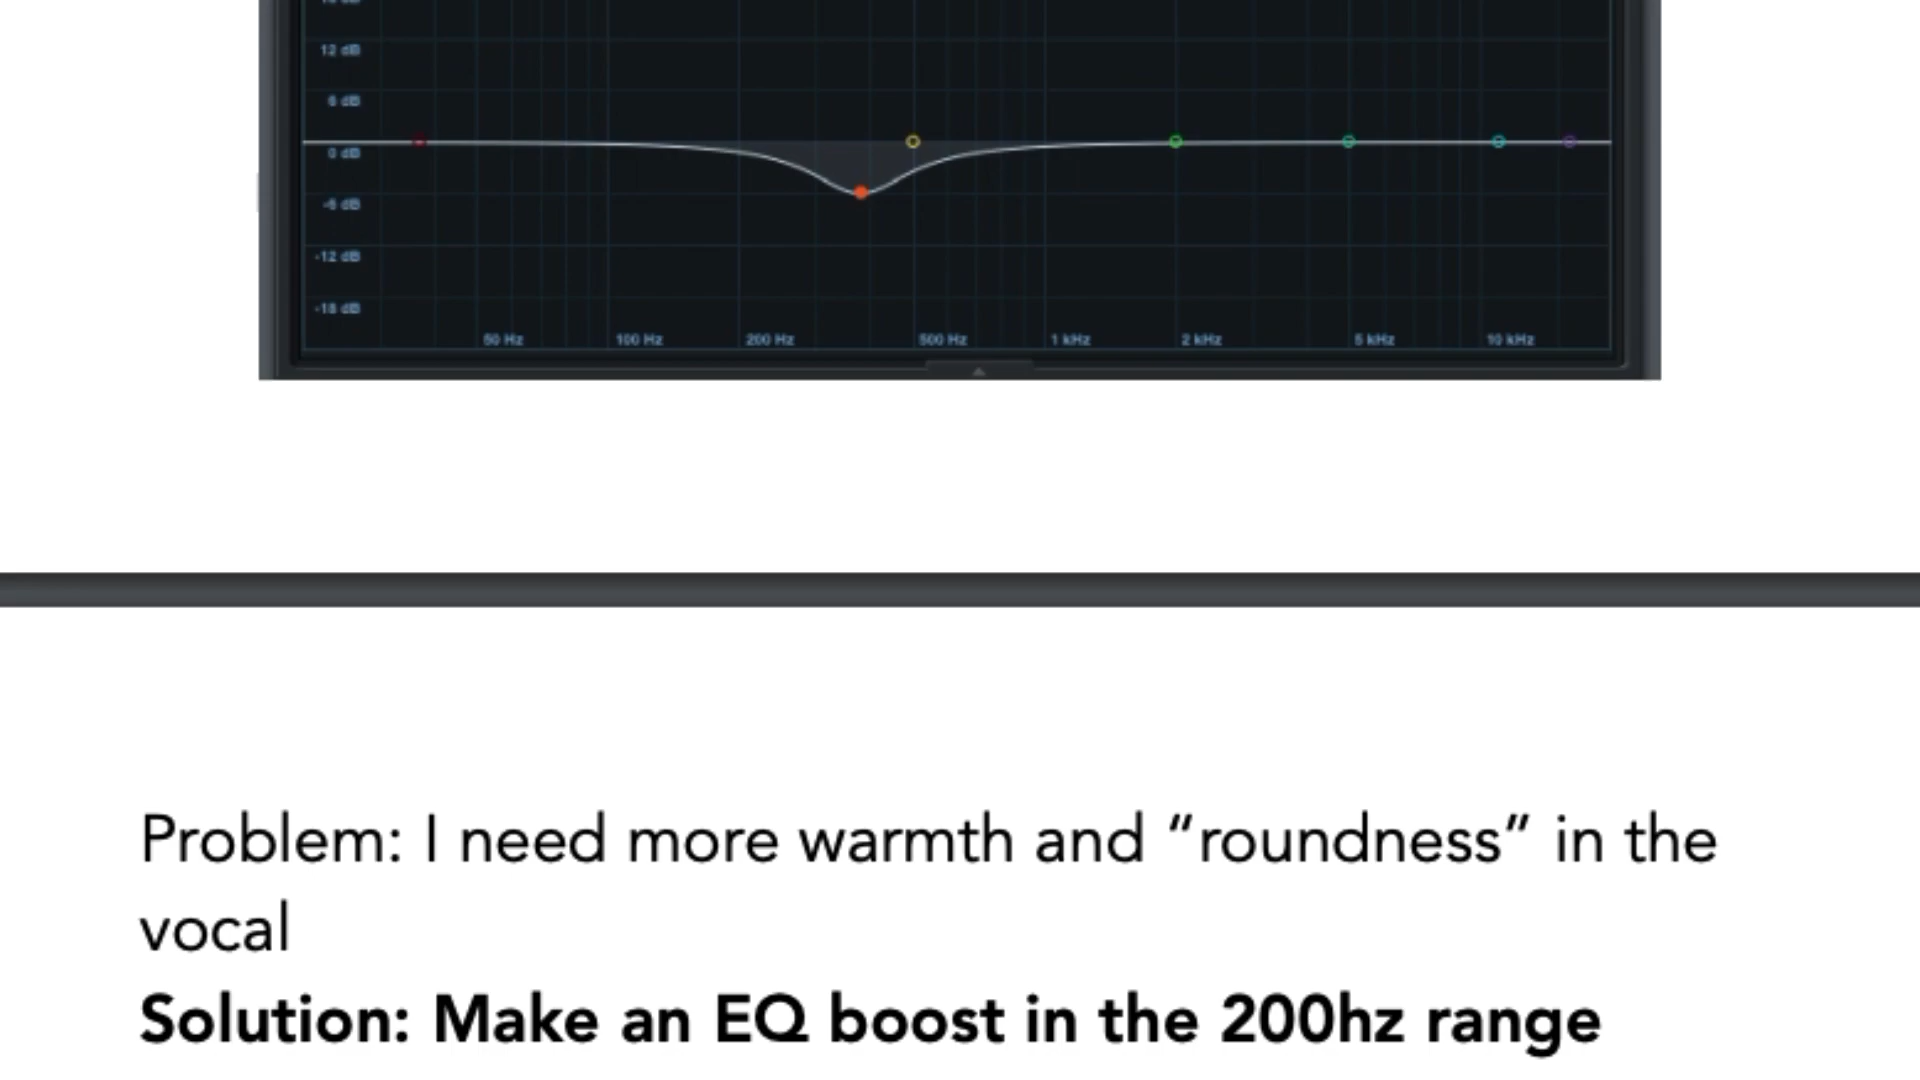 12 dB
6 dB
0 dB
-6 dB
-12 dB
-18 dB
50 Hz 100 Hz 200 Hz 500 Hz 1 kHz 2 kHz 5 kHz 10 kHz
Problem: I need more warmth and “roundness” in the
vocal
Solution: Make an EQ boost in the 200hz range